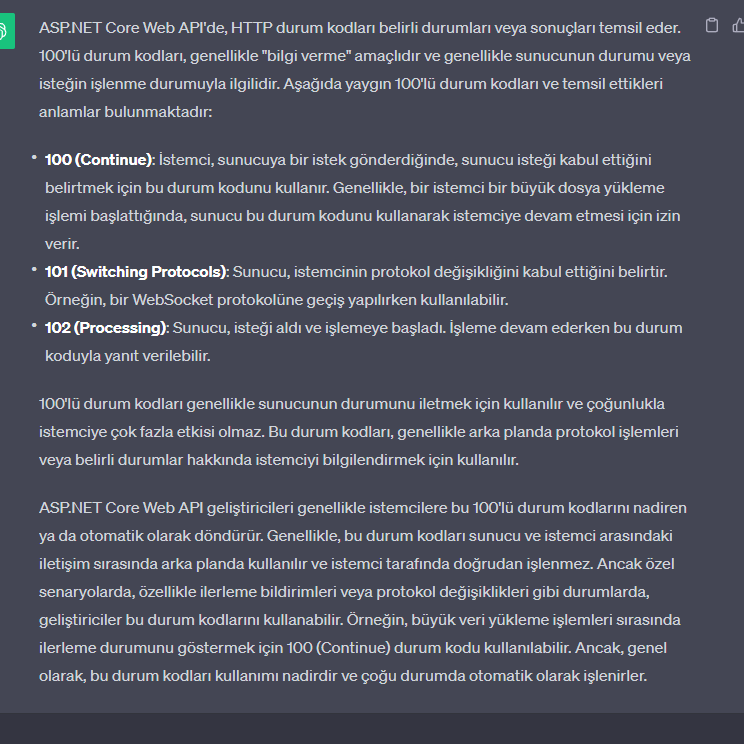 ASP.NET Core Web API'de, HTTP durum kodları belirli durumları veya sonuçları temsil eder.
100'lü durum kodları, genellikle "bilgi verme" amaçlıdır ve genellikle sunucunun durumu veya
isteğin işlenme durumuyla ilgilidir. Aşağıda yaygın 100'lü durum kodları ve temsil ettikleri
anlamlar bulunmaktadır:
• 100 (Continue): İstemci, sunucuya bir istek gönderdiğinde, sunucu isteği kabul ettiğini
belirtmek için bu durum kodunu kullanır. Genellikle, bir istemci bir büyük dosya yükleme
işlemi başlattığında, sunucu bu durum kodunu kullanarak istemciye devam etmesi için izin
verir.
• 101 (Switching Protocols): Sunucu, istemcinin protokol değişikliğini kabul ettiğini belirtir.
Örneğin, bir WebSocket protokolüne geçiş yapılırken kullanılabilir.
• 102 (Processing): Sunucu, isteği aldı ve işlemeye başladı. İşleme devam ederken bu durum
koduyla yanıt verilebilir.
100'lü durum kodları genellikle sunucunun durumunu iletmek için kullanılır ve çoğunlukla
istemciye çok fazla etkisi olmaz. Bu durum kodları, genellikle arka planda protokol işlemleri
veya belirli durumlar hakkında istemciyi bilgilendirmek için kullanılır.
ASP.NET Core Web API geliştiricileri genellikle istemcilere bu 100'lü durum kodlarını nadiren
ya da otomatik olarak döndürür. Genellikle, bu durum kodları sunucu ve istemci arasındaki
iletişim sırasında arka planda kullanılır ve istemci tarafında doğrudan işlenmez. Ancak özel
senaryolarda, özellikle ilerleme bildirimleri veya protokol değişiklikleri gibi durumlarda,
geliştiriciler bu durum kodlarını kullanabilir. Örneğin, büyük veri yükleme işlemleri sırasında
ilerleme durumunu göstermek için 100 (Continue) durum kodu kullanılabilir. Ancak, genel
olarak, bu durum kodları kullanımı nadirdir ve çoğu durumda otomatik olarak işlenirler.